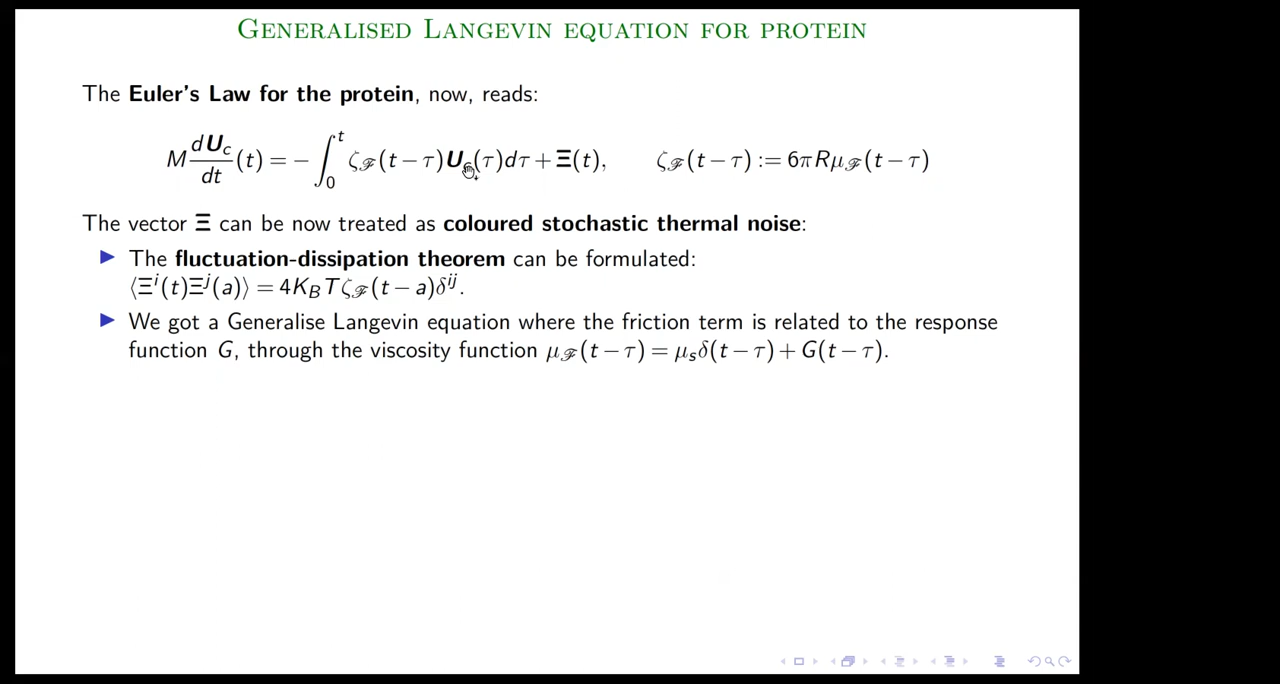 GENERALISED LANGEVIN EQUATION FOR PROTEIN
The Euler's Law for the protein, now, reads:
M dU_c/dt (t) = − ∫_0^t ζ_ℱ(t − τ)U_c(τ)dτ + Ξ(t), ζ_ℱ(t − τ) := 6πRμ_ℱ(t − τ)
The vector Ξ can be now treated as coloured stochastic thermal noise:
▶ The fluctuation-dissipation theorem can be formulated:
⟨Ξ^i(t)Ξ^j(a)⟩ = 4K_BTζ_ℱ(t − a)δ^{ij}.
▶ We got a Generalise Langevin equation where the friction term is related to the response
function G, through the viscosity function μ_ℱ(t − τ) = μ_sδ(t − τ) + G(t − τ).